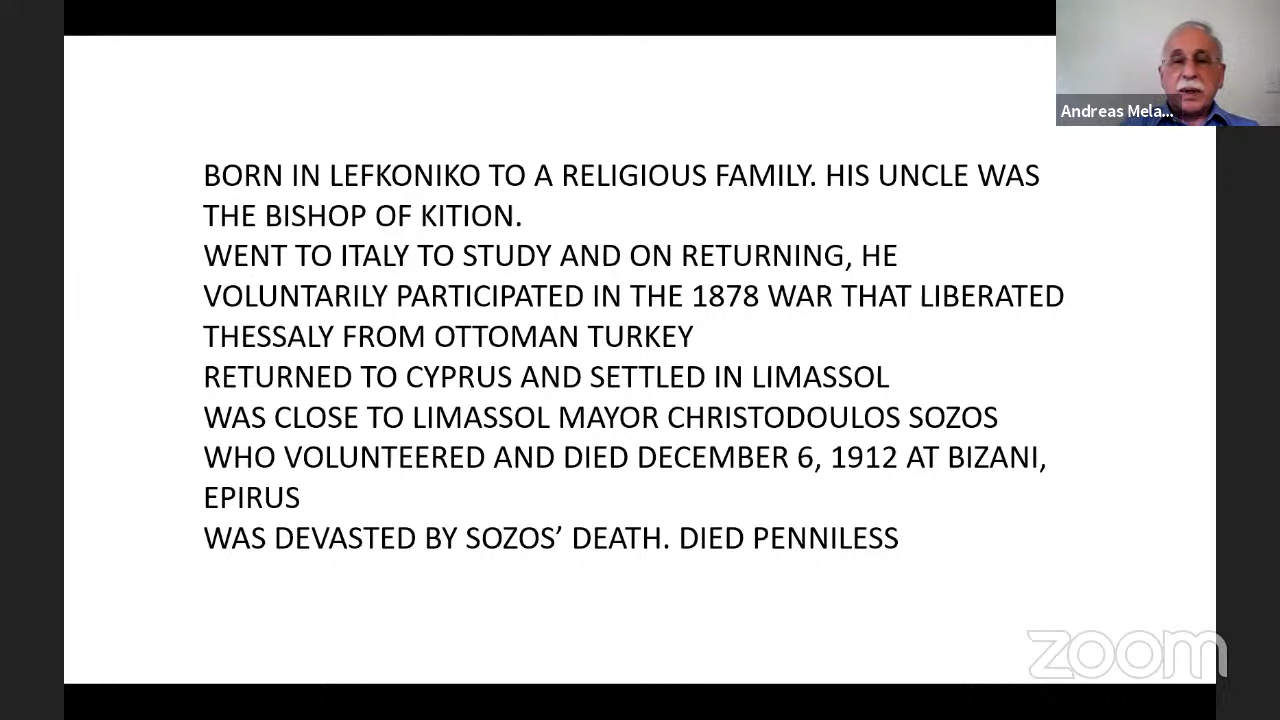 Andreas Mela...
BORN IN LEFKONIKO TO A RELIGIOUS FAMILY. HIS UNCLE WAS
THE BISHOP OF KITION.
WENT TO ITALY TO STUDY AND ON RETURNING, HE
VOLUNTARILY PARTICIPATED IN THE 1878 WAR THAT LIBERATED
THESSALY FROM OTTOMAN TURKEY
RETURNED TO CYPRUS AND SETTLED IN LIMASSOL
WAS CLOSE TO LIMASSOL MAYOR CHRISTODOULOS SOZOS
WHO VOLUNTEERED AND DIED DECEMBER 6, 1912 AT BIZANI,
EPIRUS
WAS DEVASTED BY SOZOS’ DEATH. DIED PENNILESS
zoom